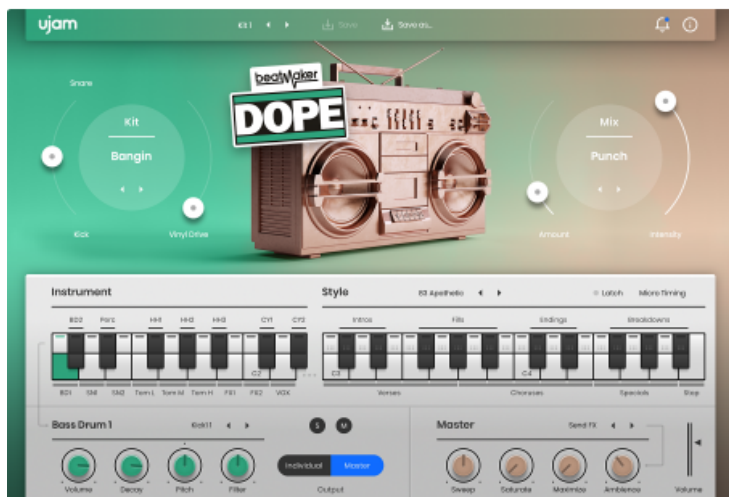 ujam
Save
Save as...
Snare
beatMaker
DOPE
Kit
Bangin
Kick
Vinyl Drive
Mix
Punch
Amount
Intensity
Instrument
Style
83 Apathetic
Latch
Micro Timing
BD2 Perc HH1 HH2 HH3 CY1 CY2
Intros Fills Endings Breakdowns
C2 C3 C4
BD1 SN1 SN2 Tom L Tom M Tom H FX1 FX2 VOX
Verses Choruses Specials Stop
Bass Drum 1
Kick11
S M
Master
Send FX
Individual Master
Volume Decay Pitch Filter
Output
Sweep Saturate Maximize Ambience
Volume